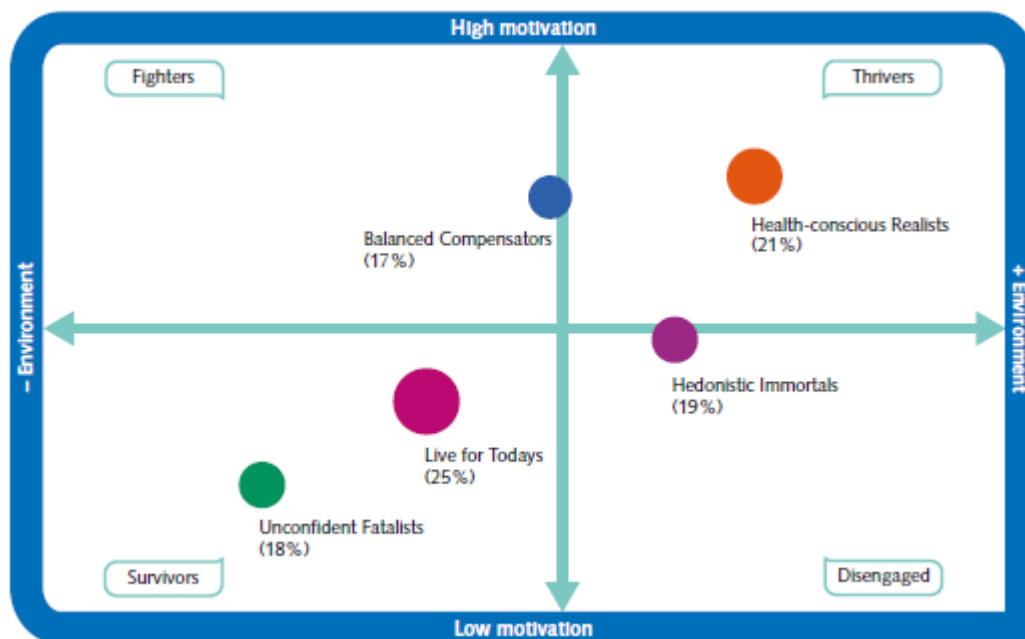 High motivation
Fighters
Thrivers
Balanced Compensators
(17%)
Health-conscious Realists
(21%)
– Environment
+ Environment
Hedonistic Immortals
(19%)
Live for Todays
(25%)
Unconfident Fatalists
(18%)
Survivors
Disengaged
Low motivation